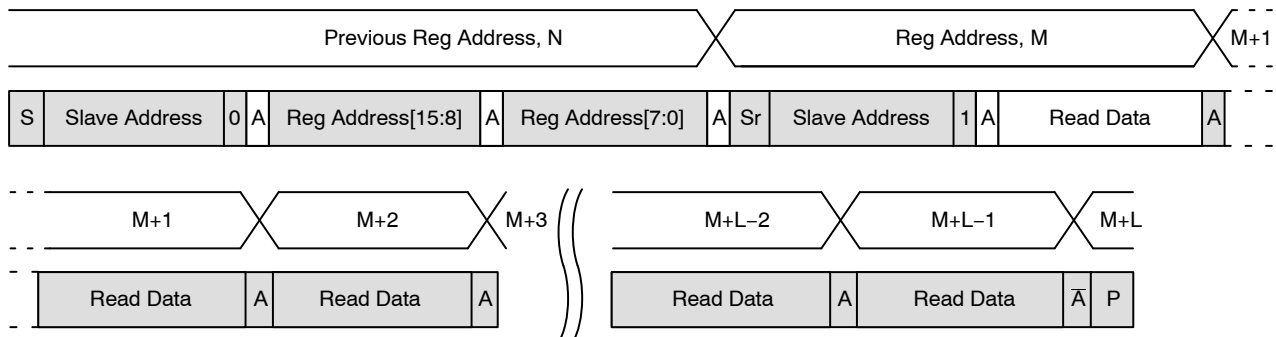 Previous Reg Address, N Reg Address, M M+1
S Slave Address 0 A Reg Address[15:8] A Reg Address[7:0] A Sr Slave Address 1 A Read Data A
M+1 M+2 M+3 M+L−2 M+L−1 M+L
Read Data A Read Data A Read Data A Read Data A̅ P